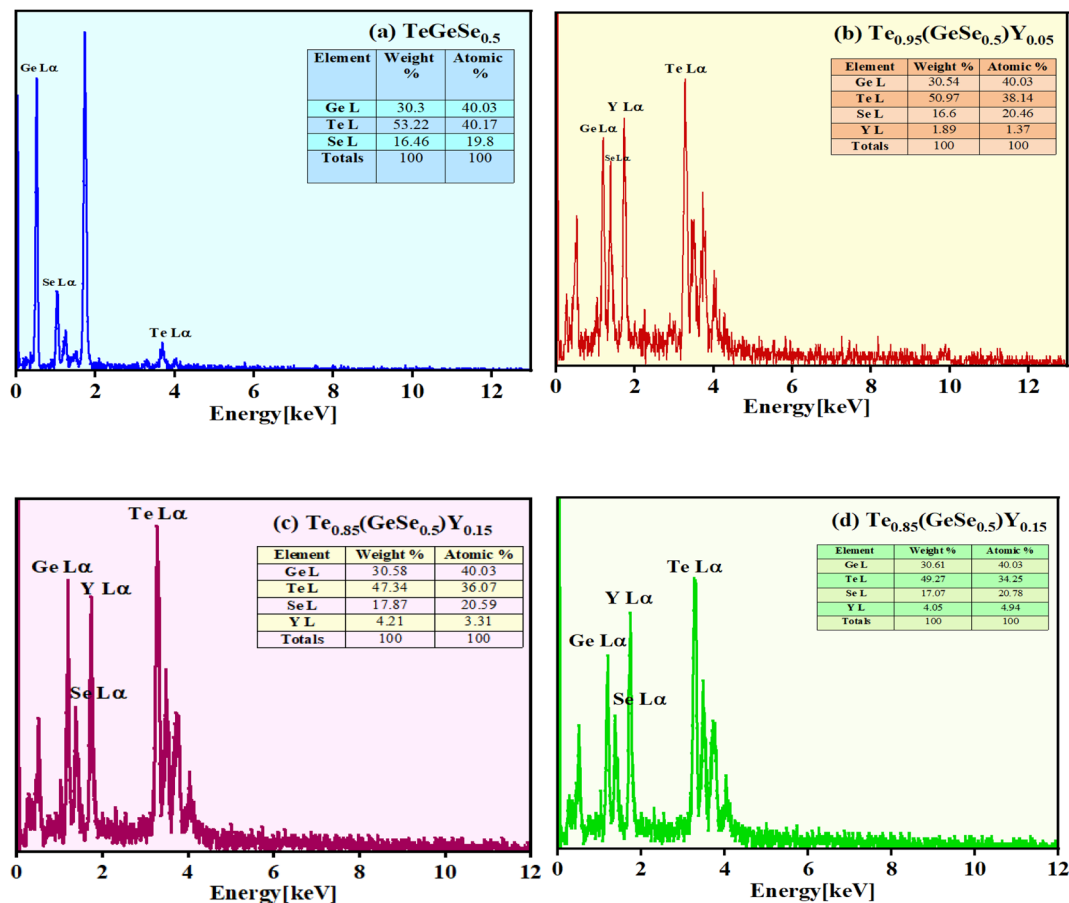 (a) TeGeSe0.5
Ge Lα
Element Weight % Atomic %
Ge L 30.3 40.03
Te L 53.22 40.17
Se L 16.46 19.8
Totals 100 100
Se Lα
Te Lα
0 2 4 6 8 10 12
Energy[keV]
(b) Te0.95(GeSe0.5)Y0.05
Te Lα
Element Weight % Atomic %
Ge L 30.54 40.03
Te L 50.97 38.14
Se L 16.6 20.46
Y L 1.89 1.37
Totals 100 100
Y Lα
Ge Lα
Se Lα
0 2 4 6 8 10 12
Energy[keV]
(c) Te0.85(GeSe0.5)Y0.15
Te Lα
Element Weight % Atomic %
Ge L 30.58 40.03
Te L 47.34 36.07
Se L 17.87 20.59
Y L 4.21 3.31
Totals 100 100
Ge Lα
Y Lα
Se Lα
0 2 4 6 8 10 12
Energy[keV]
(d) Te0.85(GeSe0.5)Y0.15
Element Weight % Atomic %
Ge L 30.61 40.03
Te L 49.27 34.25
Se L 17.07 20.78
Y L 4.05 4.94
Totals 100 100
Te Lα
Y Lα
Ge Lα
Se Lα
0 2 4 6 8 10 12
Energy[keV]